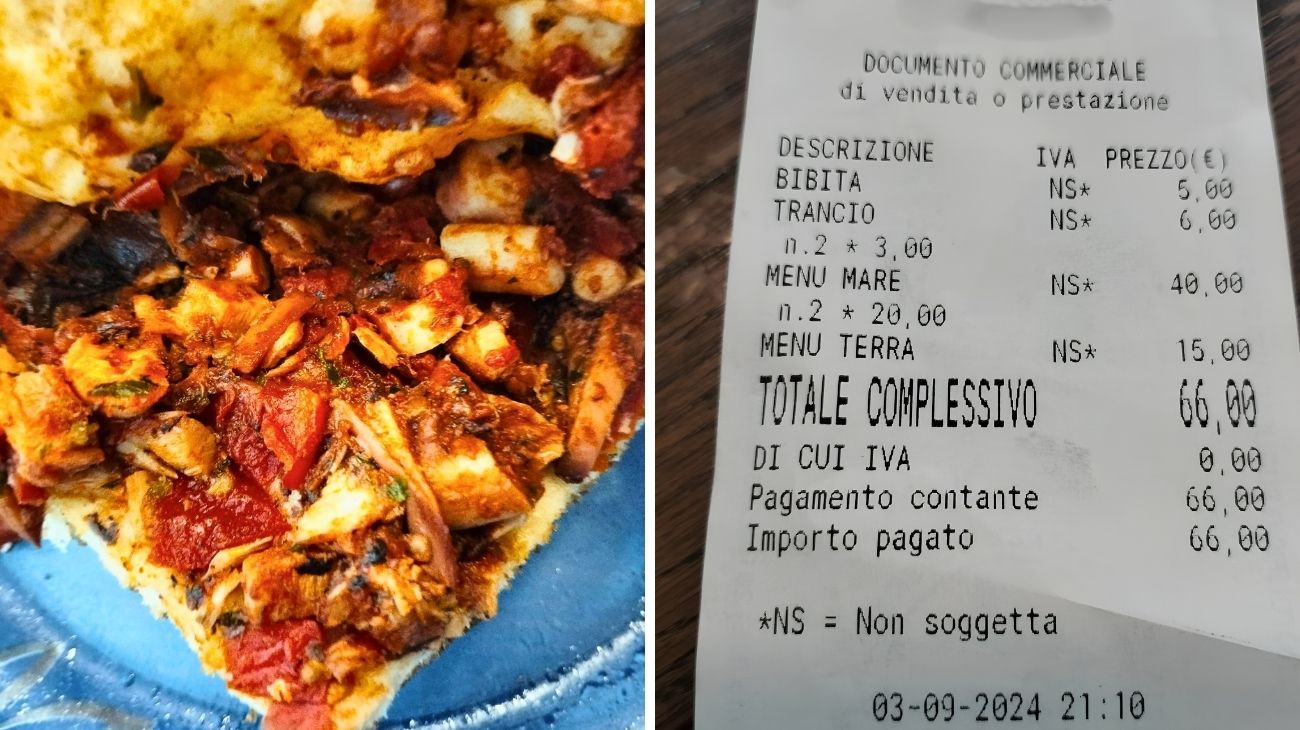 DOCUMENTO COMMERCIALE
di vendita o prestazione
DESCRIZIONE IVA PREZZO(€)
BIBITA NS* 5,00
TRANCIO NS* 6,00
n.2 * 3,00
MENU MARE NS* 40,00
n.2 * 20,00
MENU TERRA NS* 15,00
TOTALE COMPLESSIVO 66,00
DI CUI IVA 0,00
Pagamento contante 66,00
Importo pagato 66,00
*NS = Non soggetta
03-09-2024 21:10